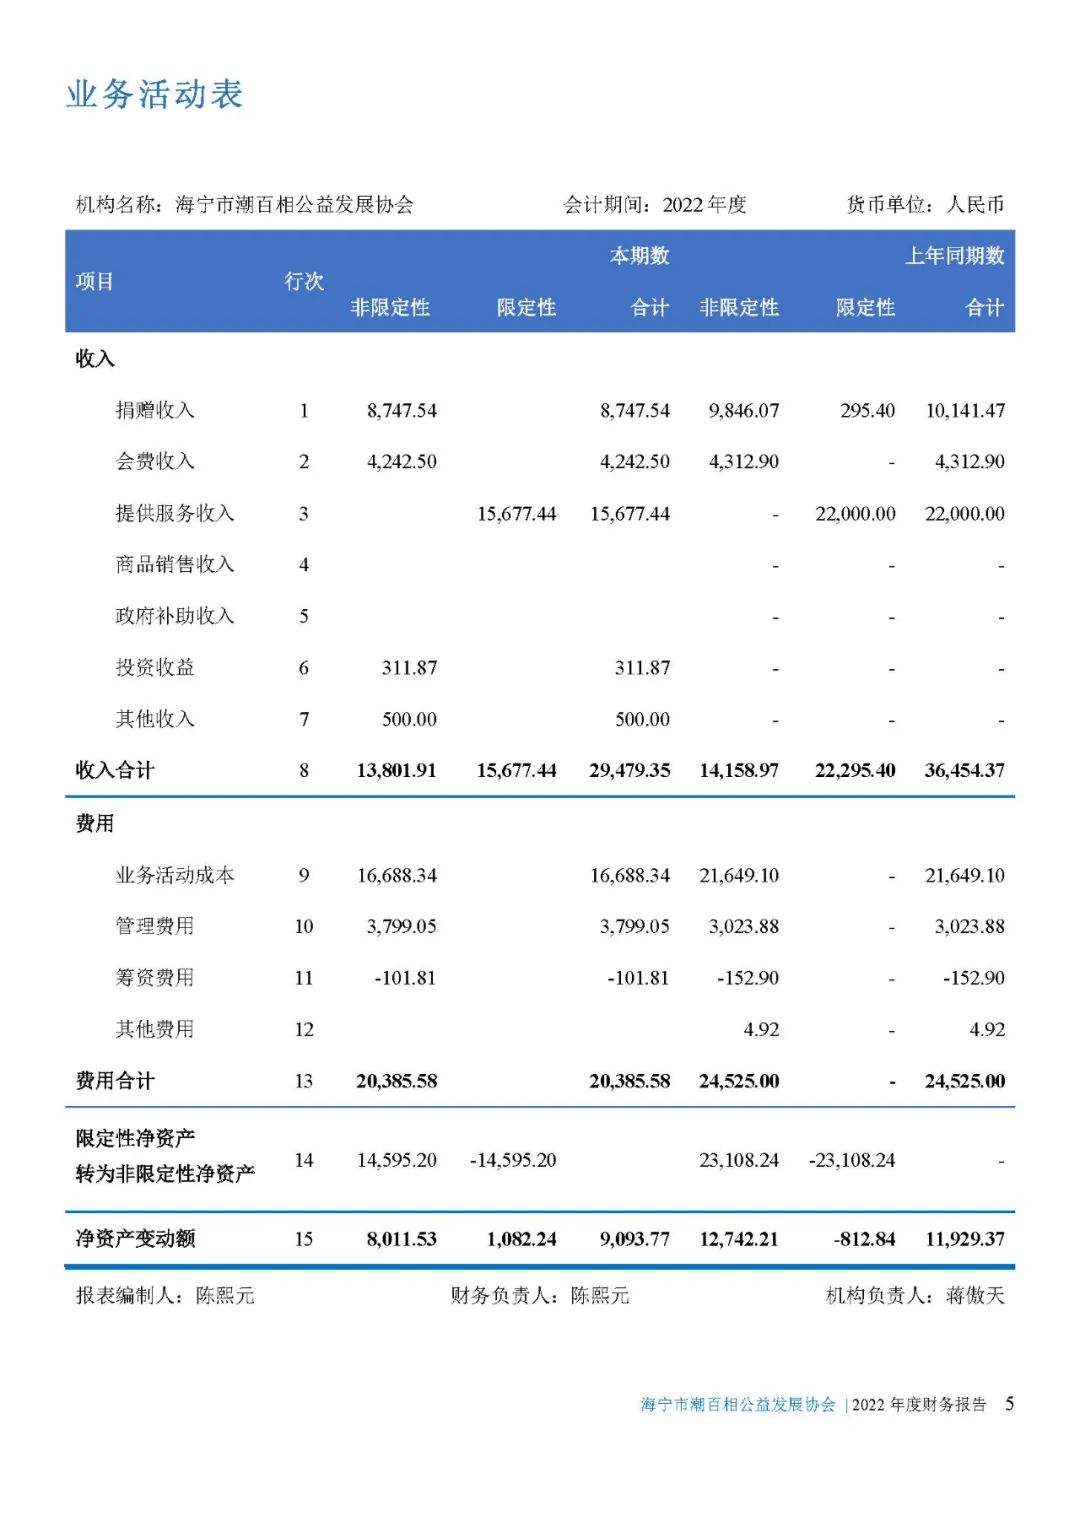 业务活动表
机构名称：海宁市潮百相公益发展协会 会计期间：2022 年度 货币单位：人民币
本期数 上年同期数
项目 行次
非限定性 限定性 合计 非限定性 限定性 合计
收入
捐赠收入 1 8,747.54 8,747.54 9,846.07 295.40 10,141.47
会费收入 2 4,242.50 4,242.50 4,312.90 - 4,312.90
提供服务收入 3 15,677.44 15,677.44 - 22,000.00 22,000.00
商品销售收入 4 - - -
政府补助收入 5 - - -
投资收益 6 311.87 311.87 - - -
其他收入 7 500.00 500.00 - - -
收入合计 8 13,801.91 15,677.44 29,479.35 14,158.97 22,295.40 36,454.37
费用
业务活动成本 9 16,688.34 16,688.34 21,649.10 - 21,649.10
管理费用 10 3,799.05 3,799.05 3,023.88 - 3,023.88
筹资费用 11 -101.81 -101.81 -152.90 - -152.90
其他费用 12 4.92 - 4.92
费用合计 13 20,385.58 20,385.58 24,525.00 - 24,525.00
限定性净资产
转为非限定性净资产 14 14,595.20 -14,595.20 23,108.24 -23,108.24 -
净资产变动额 15 8,011.53 1,082.24 9,093.77 12,742.21 -812.84 11,929.37
报表编制人：陈熙元 财务负责人：陈熙元 机构负责人：蒋傲天
海宁市潮百相公益发展协会 | 2022 年度财务报告 5